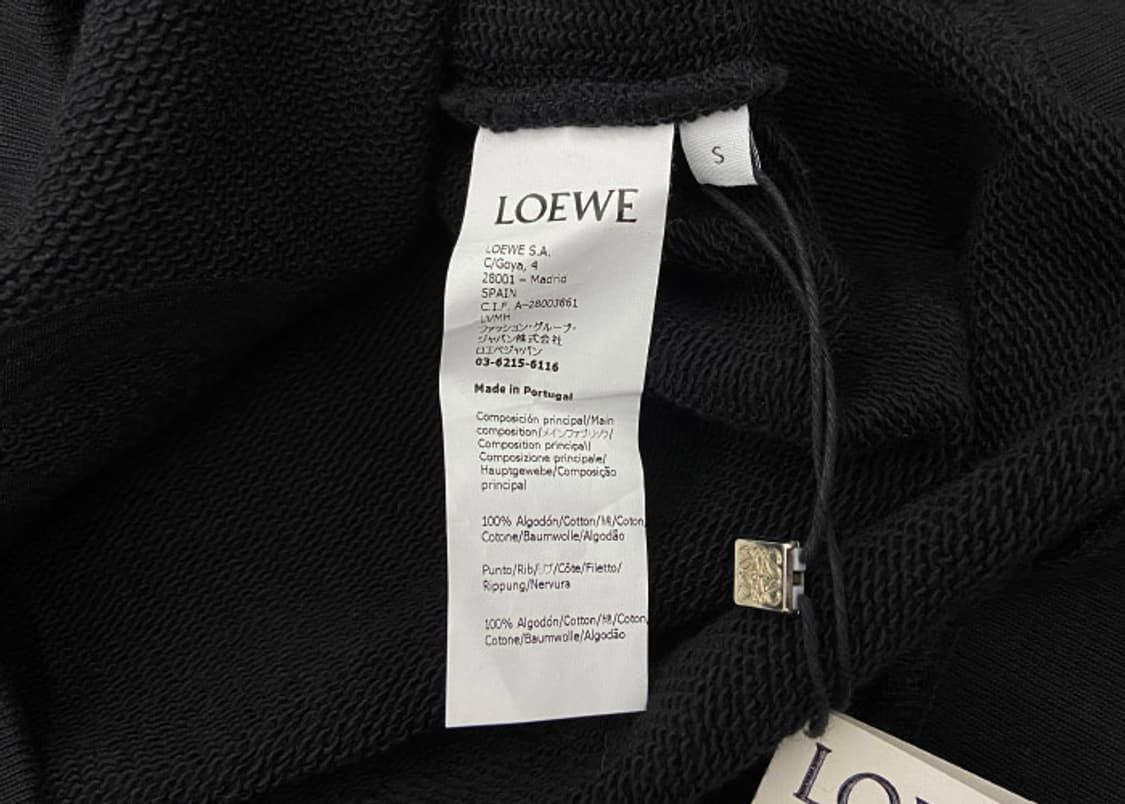 S
LOEWE
LOEWE S.A.
C/Goya, 4
28001 – Madrid
SPAIN
C.I.F. A-28003861
LVMH
ファッション・グループ・
ジャパン株式会社
ロエベジャパン
03-6215-6116
Made in Portugal
Composición principal/Main
composition/メインファブリック/
Composition principal/
Composizione principale/
Hauptgewebe/Composição
principal
100% Algodón/Cotton/綿/Coton/
Cotone/Baumwolle/Algodão
Punto/Rib/リブ/Côte/Filetto/
Rippung/Nervura
100% Algodón/Cotton/綿/Coton/
Cotone/Baumwolle/Algodão